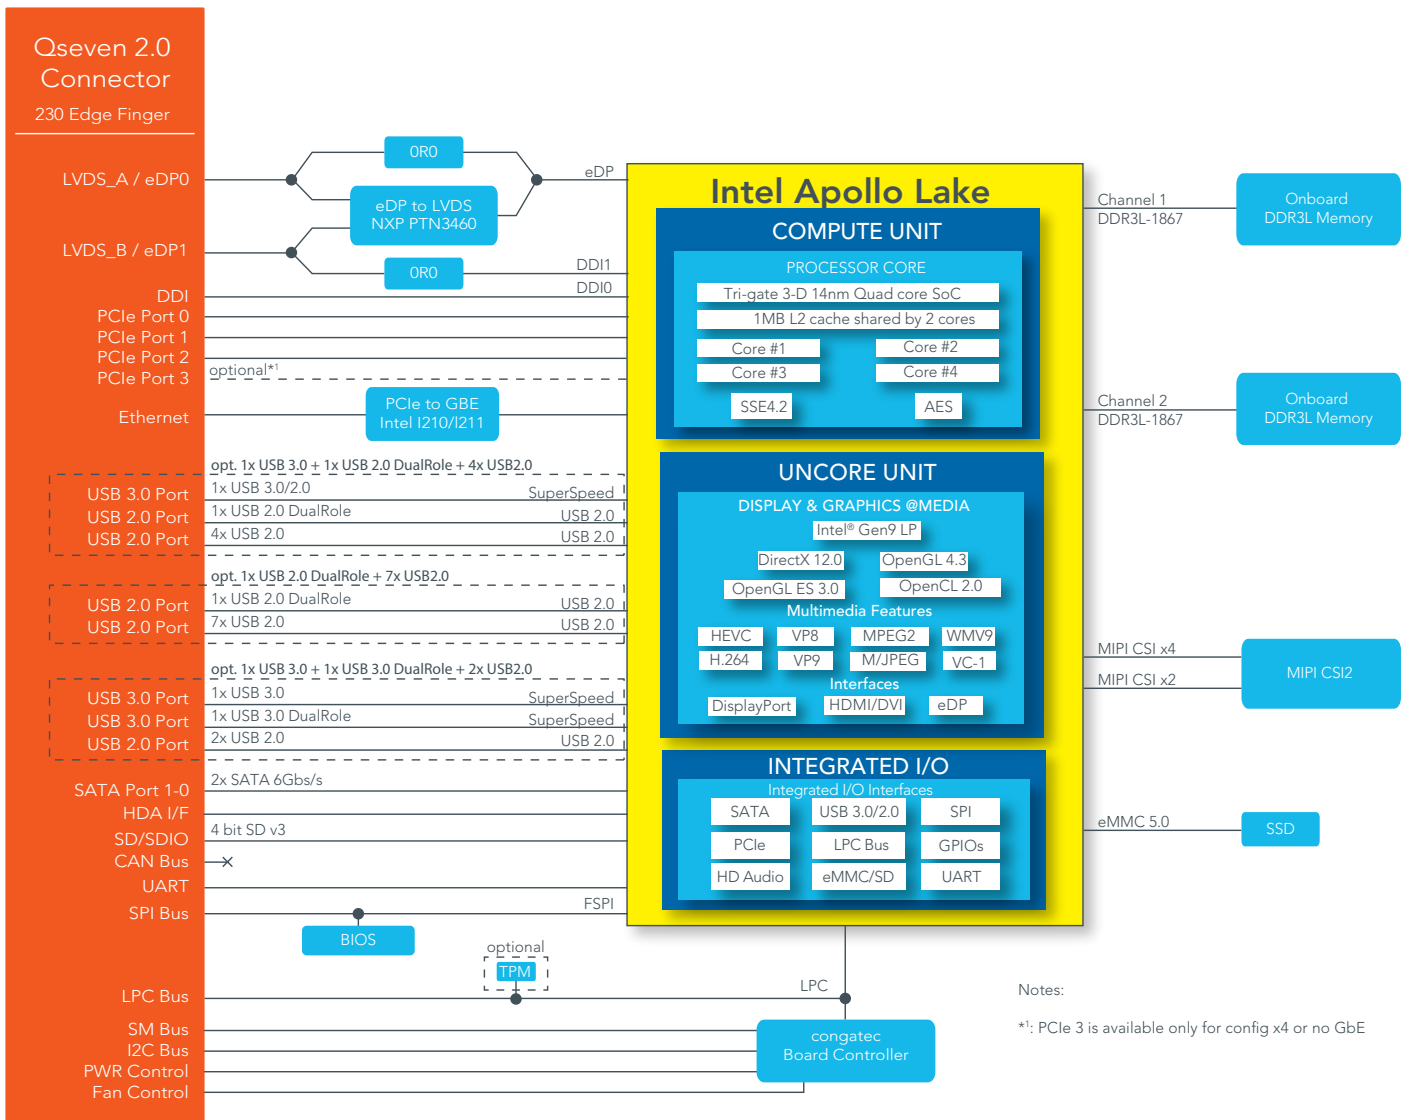 Qseven 2.0
Connector
230 Edge Finger
LVDS_A / eDP0
LVDS_B / eDP1
DDI
PCIe Port 0
PCIe Port 1
PCIe Port 2
PCIe Port 3
Ethernet
USB 3.0 Port
USB 2.0 Port
USB 2.0 Port
USB 2.0 Port
USB 2.0 Port
USB 3.0 Port
USB 3.0 Port
USB 2.0 Port
SATA Port 1-0
HDA I/F
SD/SDIO
CAN Bus
UART
SPI Bus
LPC Bus
SM Bus
I2C Bus
PWR Control
Fan Control
0R0
eDP to LVDS
NXP PTN3460
0R0
eDP
DDI1
DDI0
optional*1
PCIe to GBE
Intel I210/I211
opt. 1x USB 3.0 + 1x USB 2.0 DualRole + 4x USB2.0
1x USB 3.0/2.0
SuperSpeed
1x USB 2.0 DualRole
USB 2.0
4x USB 2.0
USB 2.0
opt. 1x USB 2.0 DualRole + 7x USB2.0
1x USB 2.0 DualRole
USB 2.0
7x USB 2.0
USB 2.0
opt. 1x USB 3.0 + 1x USB 3.0 DualRole + 2x USB2.0
1x USB 3.0
SuperSpeed
1x USB 3.0 DualRole
SuperSpeed
2x USB 2.0
USB 2.0
2x SATA 6Gbs/s
4 bit SD v3
FSPI
BIOS
optional
TPM
LPC
congatec
Board Controller
Intel Apollo Lake
COMPUTE UNIT
PROCESSOR CORE
Tri-gate 3-D 14nm Quad core SoC
1MB L2 cache shared by 2 cores
Core #1
Core #2
Core #3
Core #4
SSE4.2
AES
UNCORE UNIT
DISPLAY & GRAPHICS @MEDIA
Intel® Gen9 LP
DirectX 12.0
OpenGL 4.3
OpenGL ES 3.0
OpenCL 2.0
Multimedia Features
HEVC
VP8
MPEG2
WMV9
H.264
VP9
M/JPEG
VC-1
Interfaces
DisplayPort
HDMI/DVI
eDP
INTEGRATED I/O
Integrated I/O Interfaces
SATA
USB 3.0/2.0
SPI
PCIe
LPC Bus
GPIOs
HD Audio
eMMC/SD
UART
Channel 1
DDR3L-1867
Onboard
DDR3L Memory
Channel 2
DDR3L-1867
Onboard
DDR3L Memory
MIPI CSI x4
MIPI CSI x2
MIPI CSI2
eMMC 5.0
SSD
Notes:
*1: PCIe 3 is available only for config x4 or no GbE